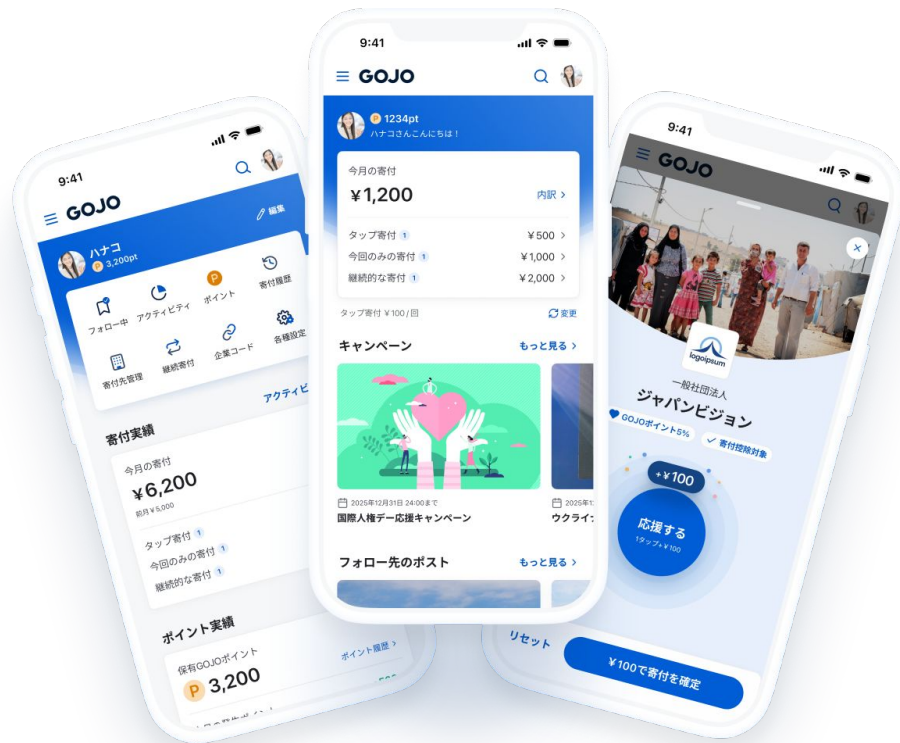 9:41
GOJO
編集
ハナコ
P 3,200pt
フォロー中
アクティビティ
P
ポイント
寄付履歴
寄付先管理
継続寄付
企業コード
各種設定
寄付実績
アクティビ
今月の寄付
¥6,200
前月¥5,000
タップ寄付 1
今回のみの寄付 1
継続的な寄付 1
ポイント実績
保有GOJOポイント
ポイント履歴 >
P 3,200
9:41
GOJO
P 1234pt
ハナコさんこんにちは！
今月の寄付
¥1,200
内訳 >
タップ寄付 1 ¥500 >
今回のみの寄付 1 ¥1,000 >
継続的な寄付 1 ¥2,000 >
タップ寄付 ¥100/回
変更
キャンペーン
もっと見る >
2025年12月31日 24:00まで
国際人権デー応援キャンペーン
2025年1
ウクライ
フォロー先のポスト
もっと見る >
9:41
GOJO
logoipsum
一般社団法人
ジャパンビジョン
GOJOポイント5%
寄付控除対象
+¥100
応援する
1タップ+¥100
リセット
¥100で寄付を確定